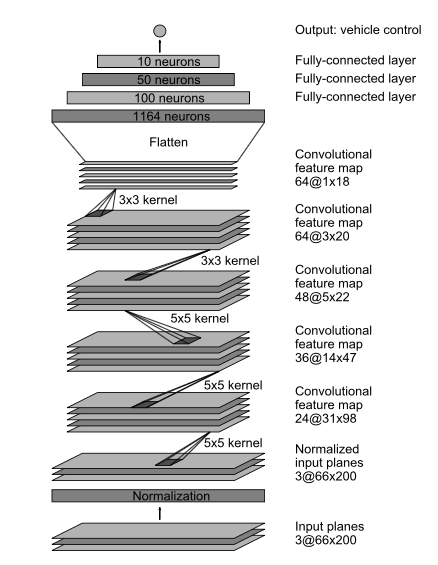 Output: vehicle control
10 neurons
Fully-connected layer
50 neurons
Fully-connected layer
100 neurons
Fully-connected layer
1164 neurons
Flatten
Convolutional
feature map
64@1x18
3x3 kernel
Convolutional
feature map
64@3x20
3x3 kernel
Convolutional
feature map
48@5x22
5x5 kernel
Convolutional
feature map
36@14x47
5x5 kernel
Convolutional
feature map
24@31x98
5x5 kernel
Normalized
input planes
3@66x200
Normalization
Input planes
3@66x200